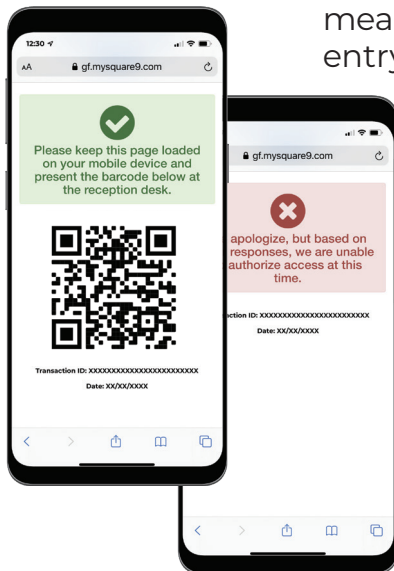 mea
entry
12:30
AA gf.mysquare9.com
Please keep this page loaded
on your mobile device and
present the barcode below at
the reception desk.
Transaction ID: XXXXXXXXXXXXXXXXXXXXXXXX
Date: XX/XX/XXXX
gf.mysquare9.com
apologize, but based on
responses, we are unable
authorize access at this
time.
action ID: XXXXXXXXXXXXXXXXXXXXXXXX
Date: XX/XX/XXXX